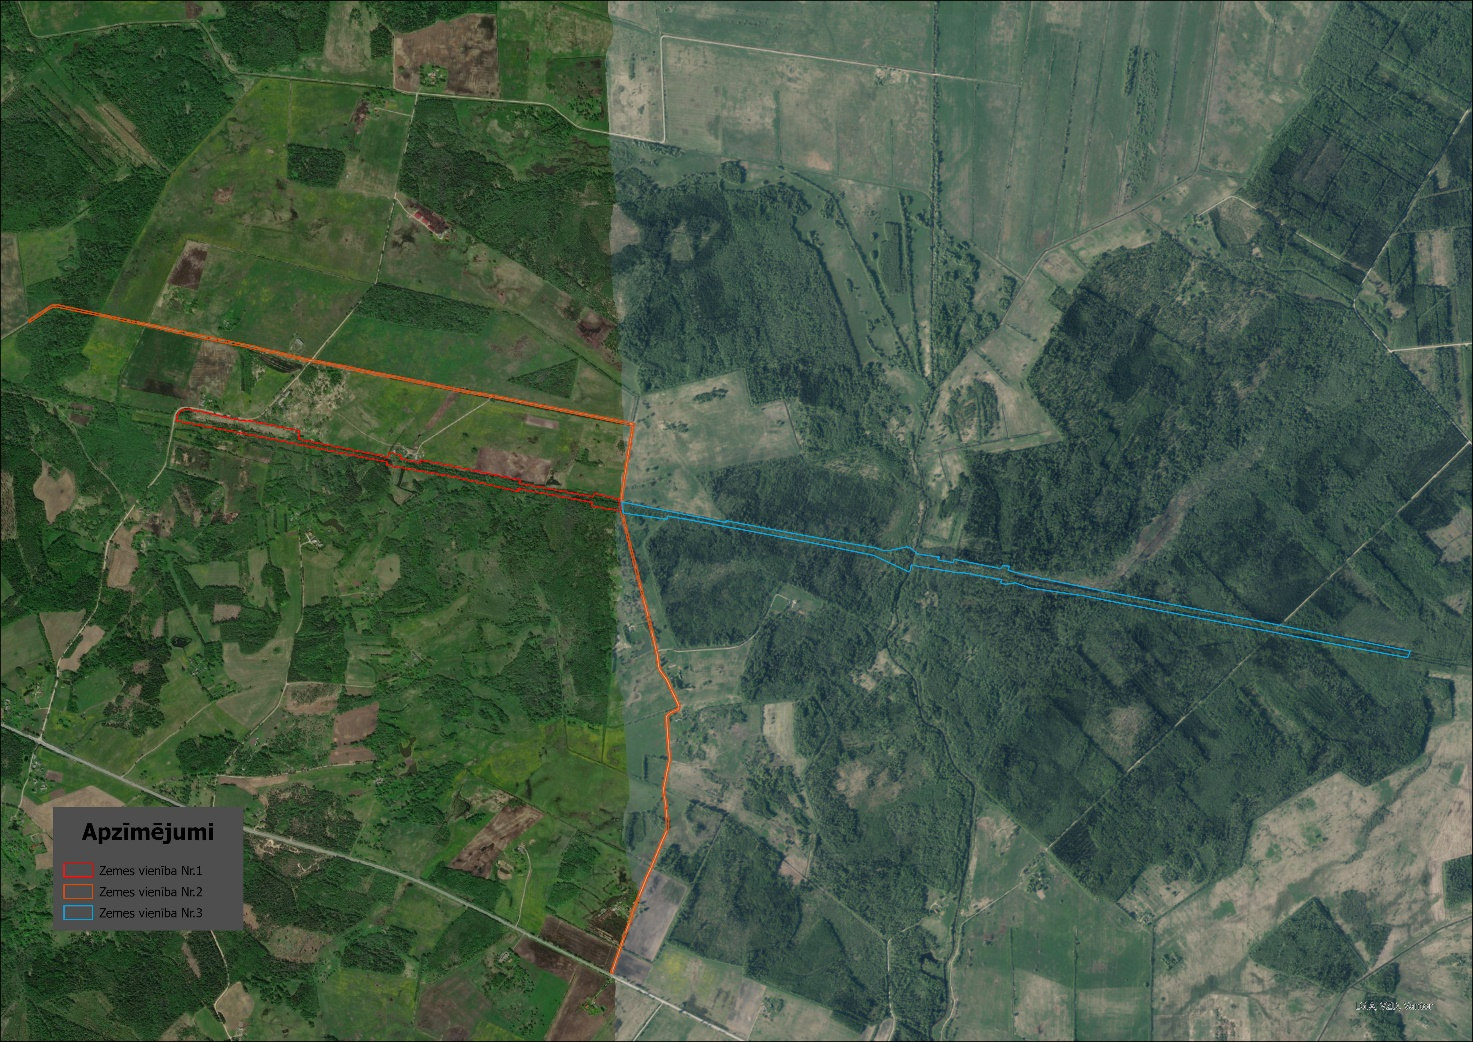 Apzīmējumi
Zemes vienība Nr.1
Zemes vienība Nr.2
Zemes vienība Nr.3